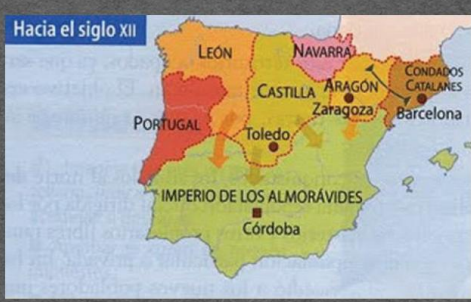 Hacia el siglo XII
LEÓN
NAVARRA
CONDADOS
CATALANES
CASTILLA
ARAGÓN
Zaragoza
Barcelona
PORTUGAL
Toledo
IMPERIO DE LOS ALMORÁVIDES
Córdoba